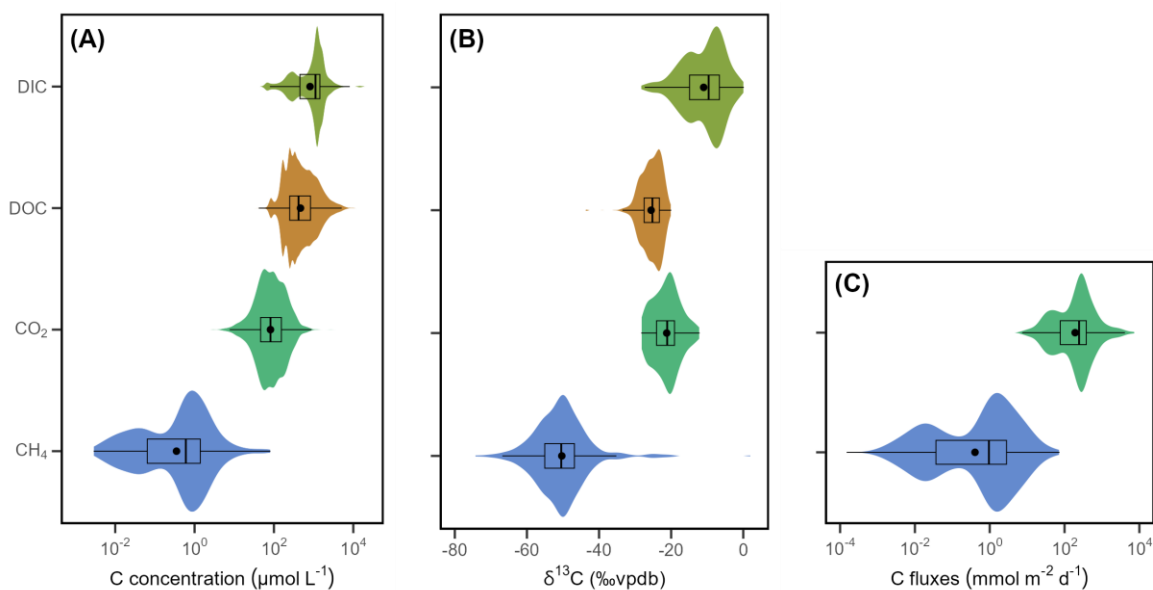 (A)
DIC
DOC
CO₂
CH₄
10⁻²
10⁰
10²
10⁴
C concentration (μmol L⁻¹)
(B)
-80
-60
-40
-20
0
δ¹³C (‰vpdb)
(C)
10⁻⁴
10⁻²
10⁰
10²
10⁴
C fluxes (mmol m⁻² d⁻¹)